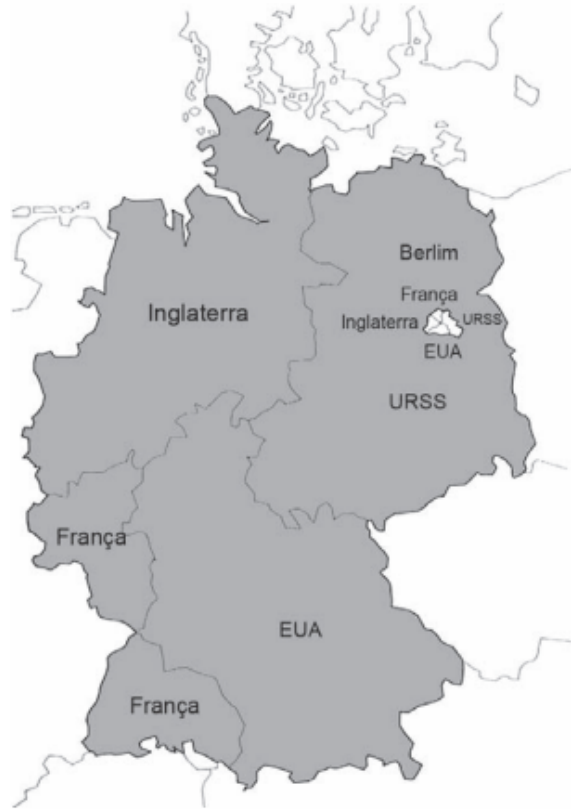 Berlim
França
Inglaterra
Inglaterra
URSS
EUA
URSS
França
EUA
França